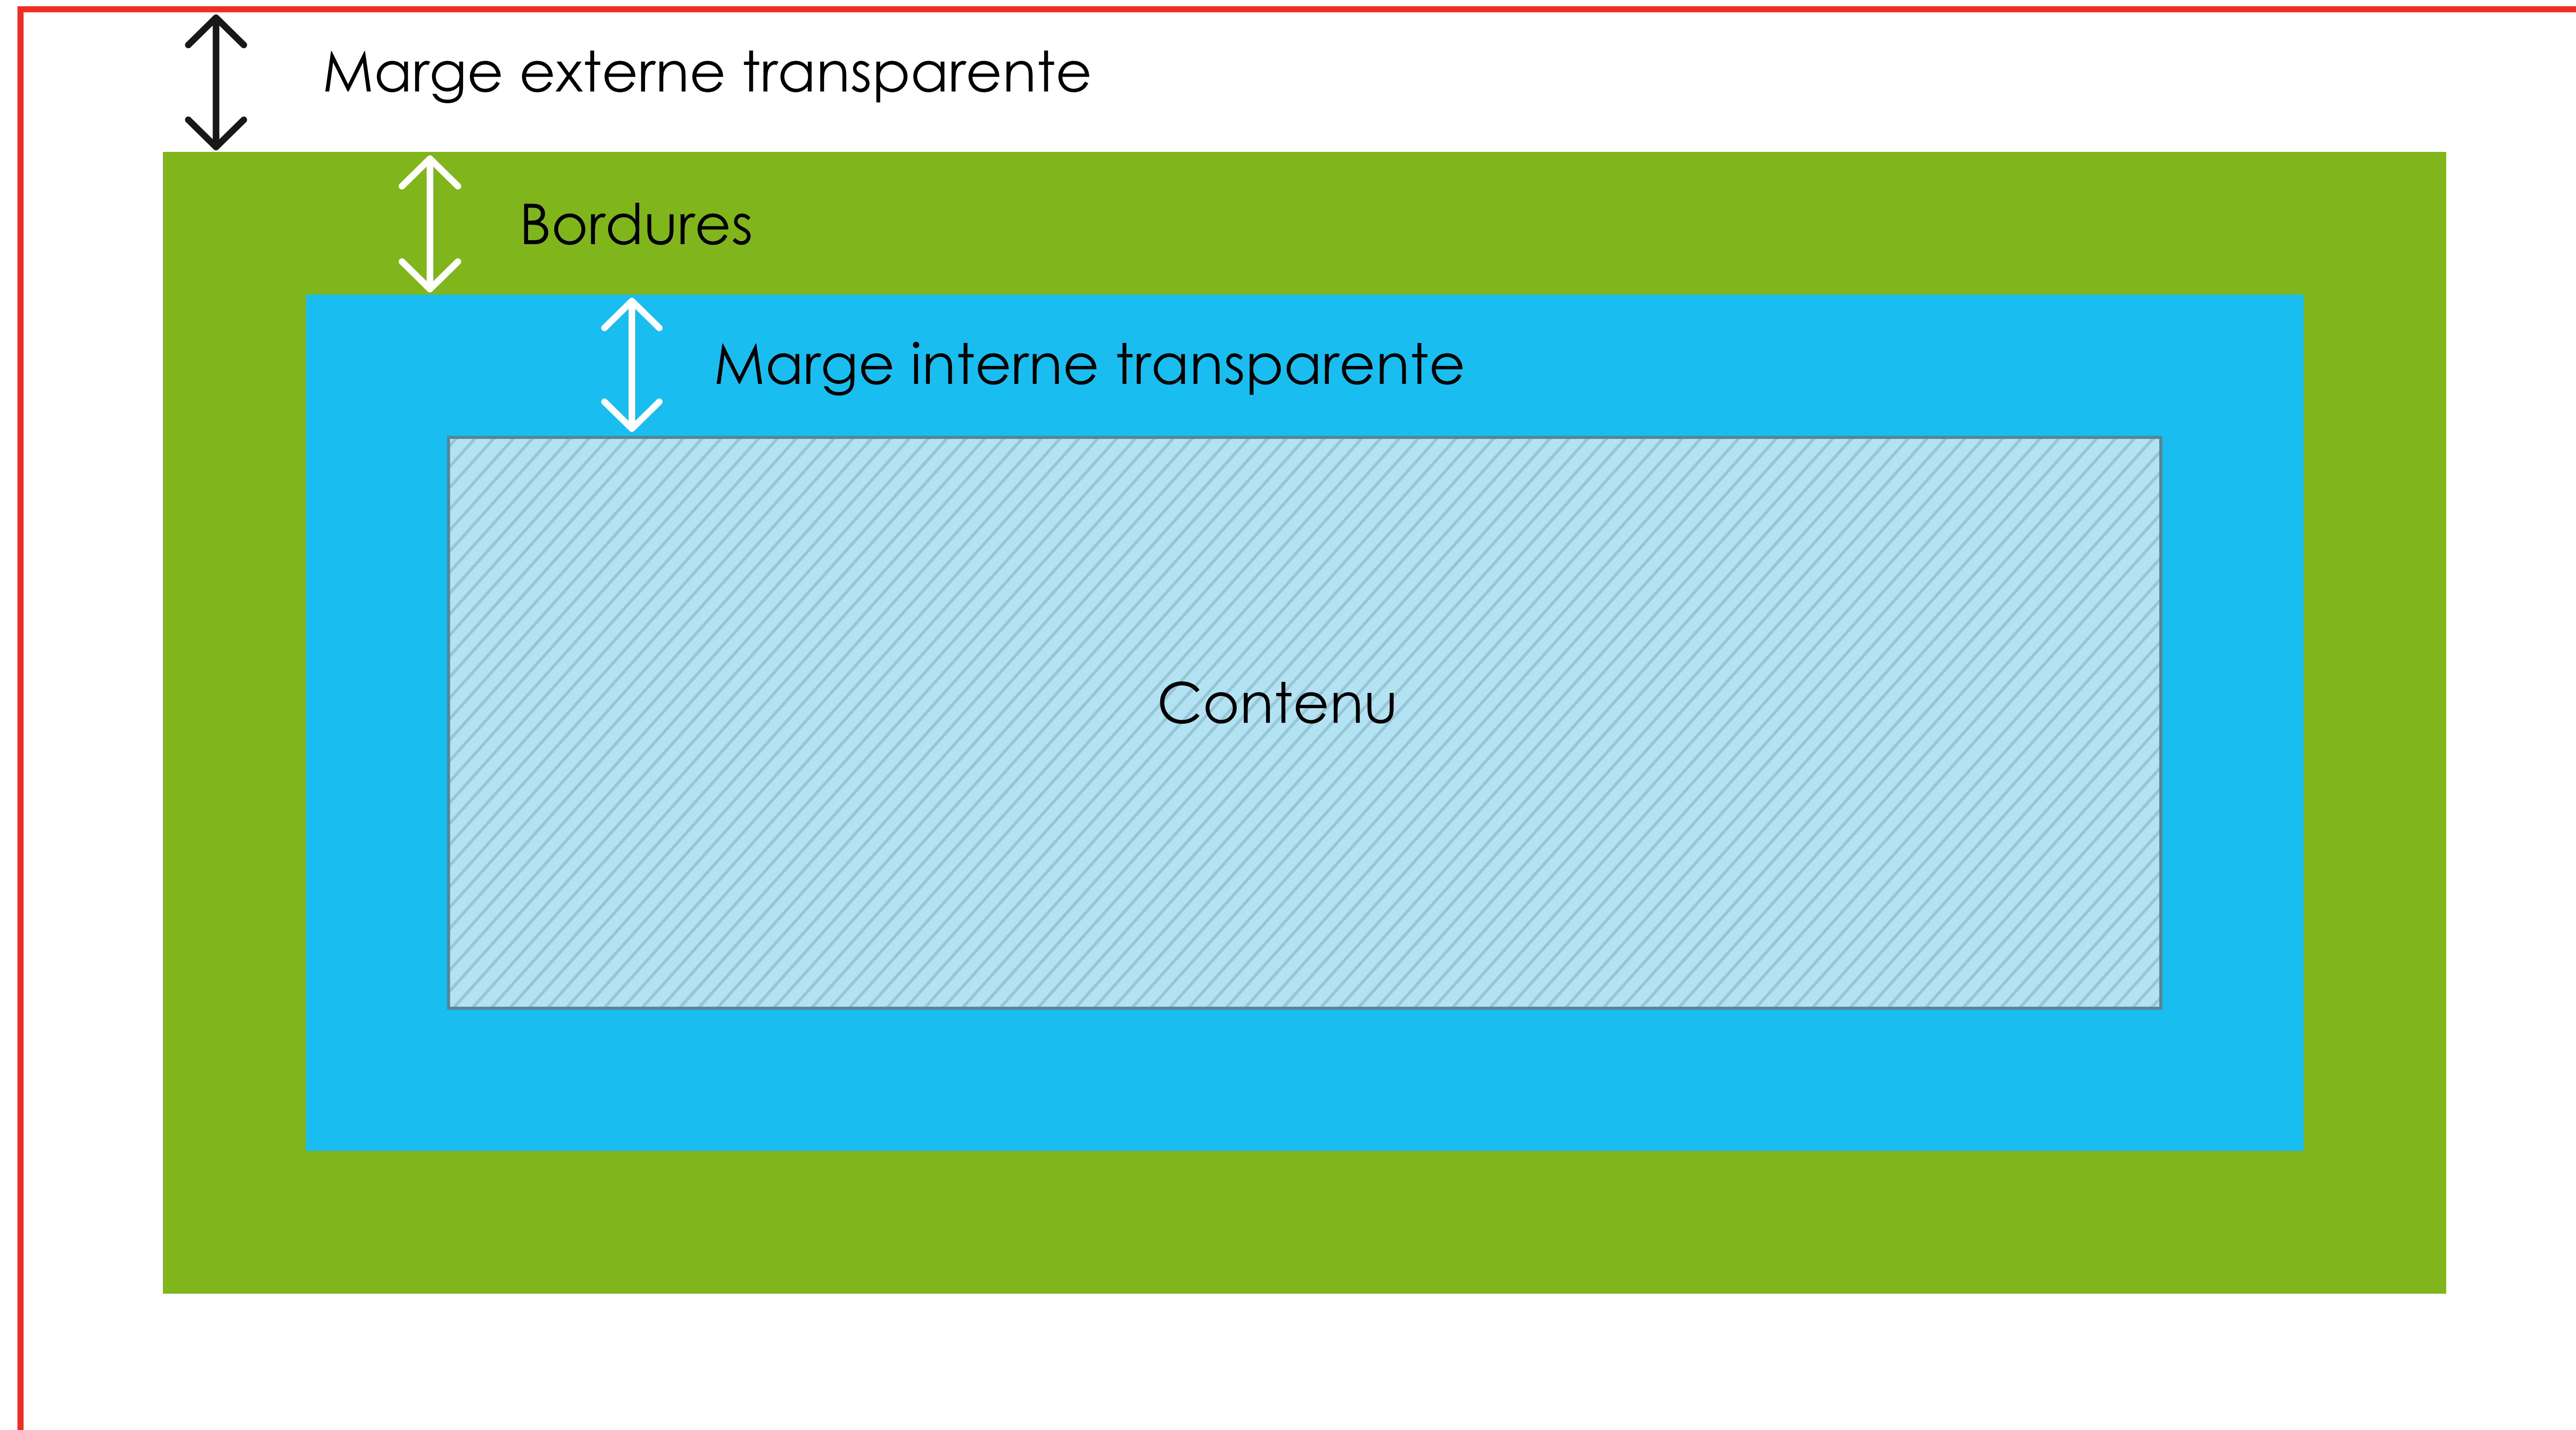 Marge externe transparente
Bordures
Marge interne transparente
Contenu